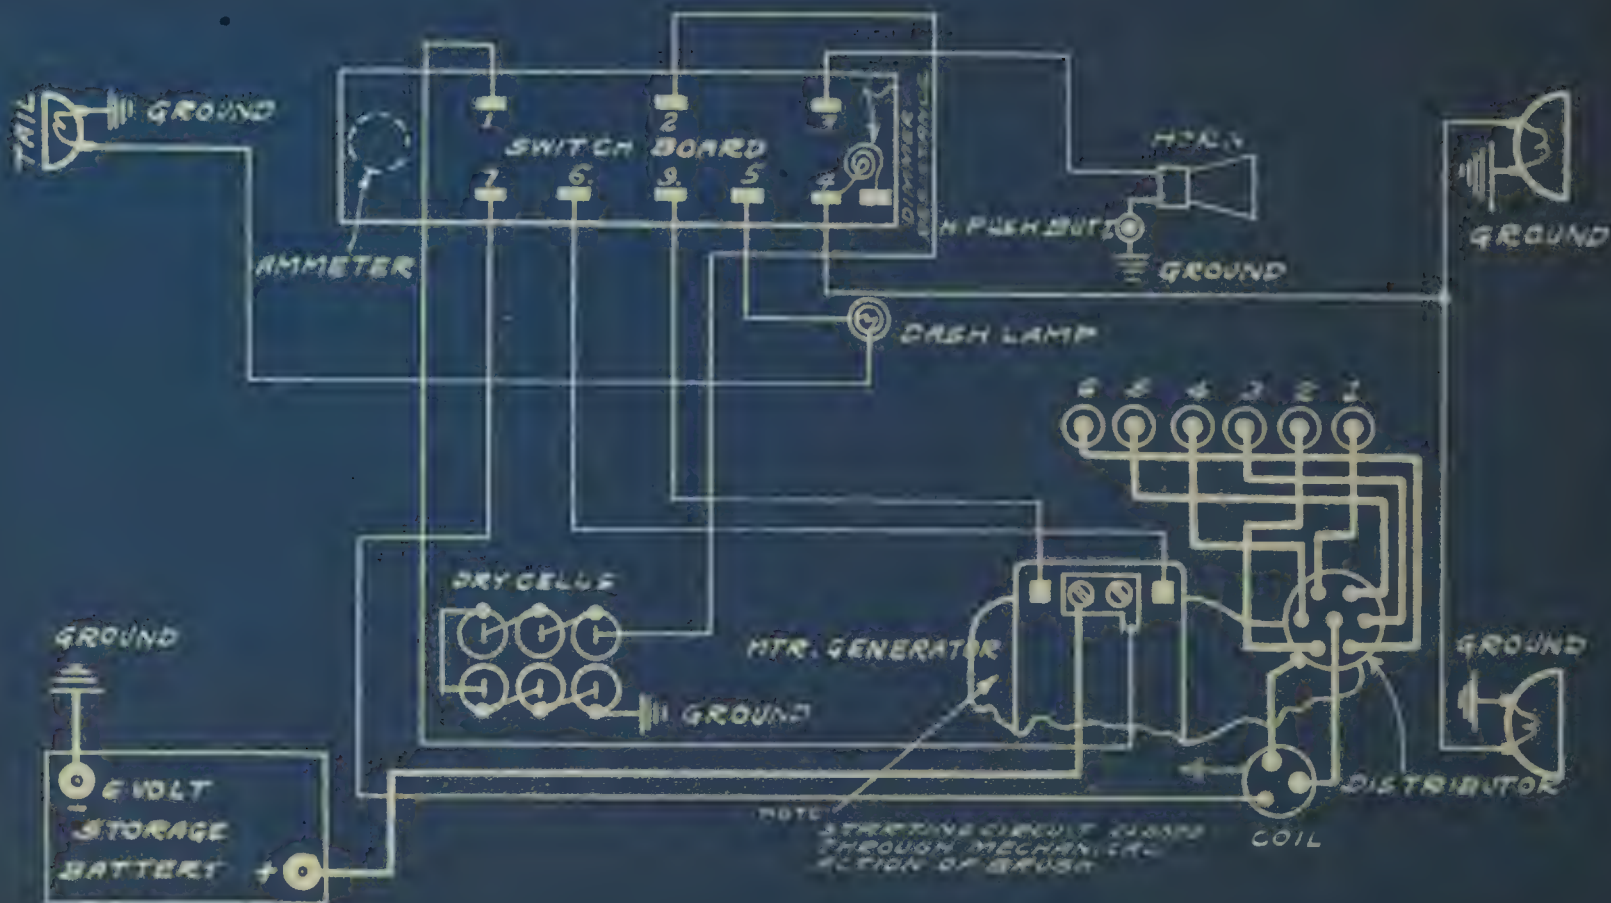 TAIL
GROUND
1
2
SWITCH BOARD
7
6.
9.
5
4
DIMMER
RESISTANCE
AMMETER
HORN
H PUSH BUT
GROUND
GROUND
DASH LAMP
6 5 4 3 2 1
DRY CELLS
GROUND
MTR. GENERATOR
GROUND
GROUND
6 VOLT
STORAGE
BATTERY +
-
DISTRIBUTOR
COIL
NOTE
STARTING CIRCUIT CLOSED
THROUGH MECHANICAL
ACTION OF BRUSH